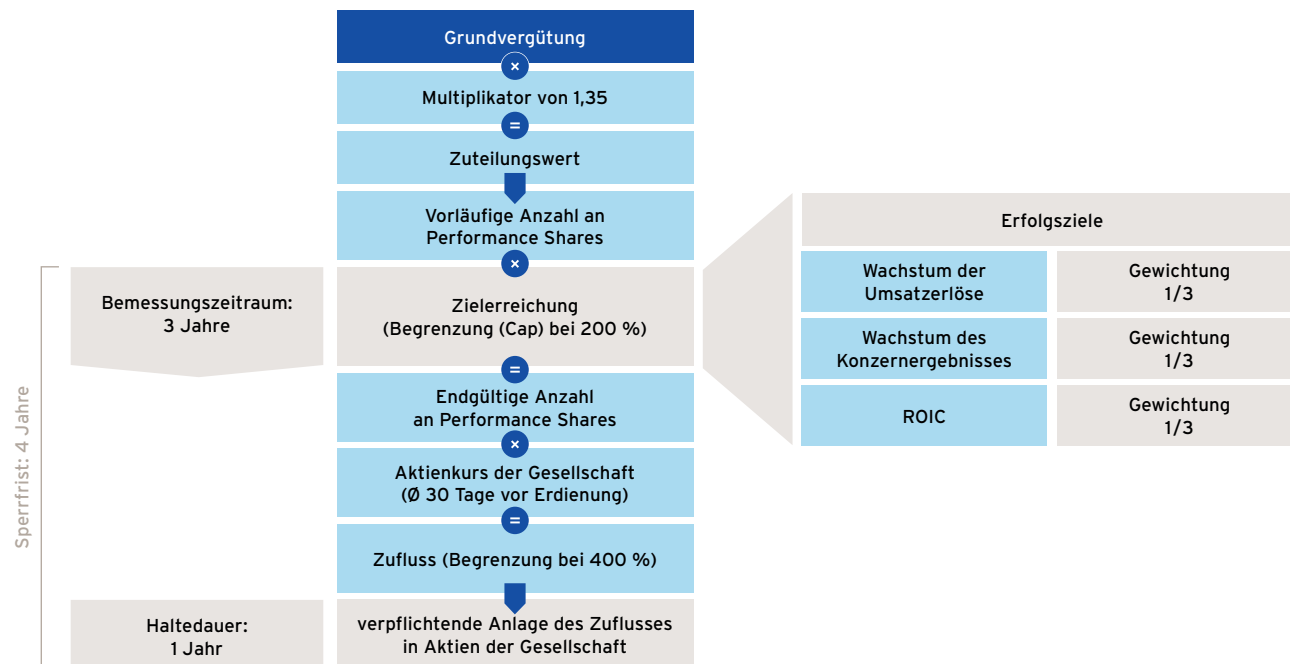 Grundvergütung
×
Multiplikator von 1,35
=
Zuteilungswert
Vorläufige Anzahl an
Performance Shares
×
Sperrfrist: 4 Jahre
Bemessungszeitraum:
3 Jahre
Zielerreichung
(Begrenzung (Cap) bei 200 %)
=
Endgültige Anzahl
an Performance Shares
×
Aktienkurs der Gesellschaft
(Ø 30 Tage vor Erdienung)
=
Zufluss (Begrenzung bei 400 %)
Haltedauer:
1 Jahr
verpflichtende Anlage des Zuflusses
in Aktien der Gesellschaft
Erfolgsziele
Wachstum der
Umsatzerlöse
Gewichtung
1/3
Wachstum des
Konzernergebnisses
Gewichtung
1/3
ROIC
Gewichtung
1/3